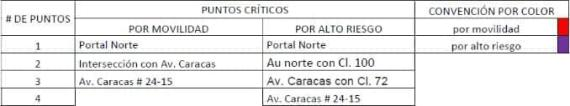 # DE PUNTOS PUNTOS CRÍTICOS CONVENCIÓN POR COLOR
POR MOVILIDAD POR ALTO RIESGO por movilidad
1 Portal Norte Portal Norte por alto riesgo
2 Intersección con Av. Caracas Au norte con Cl. 100
3 Av. Caracas # 24-15 Av. Caracas con Cl. 72
4 Av. Caracas # 24-15